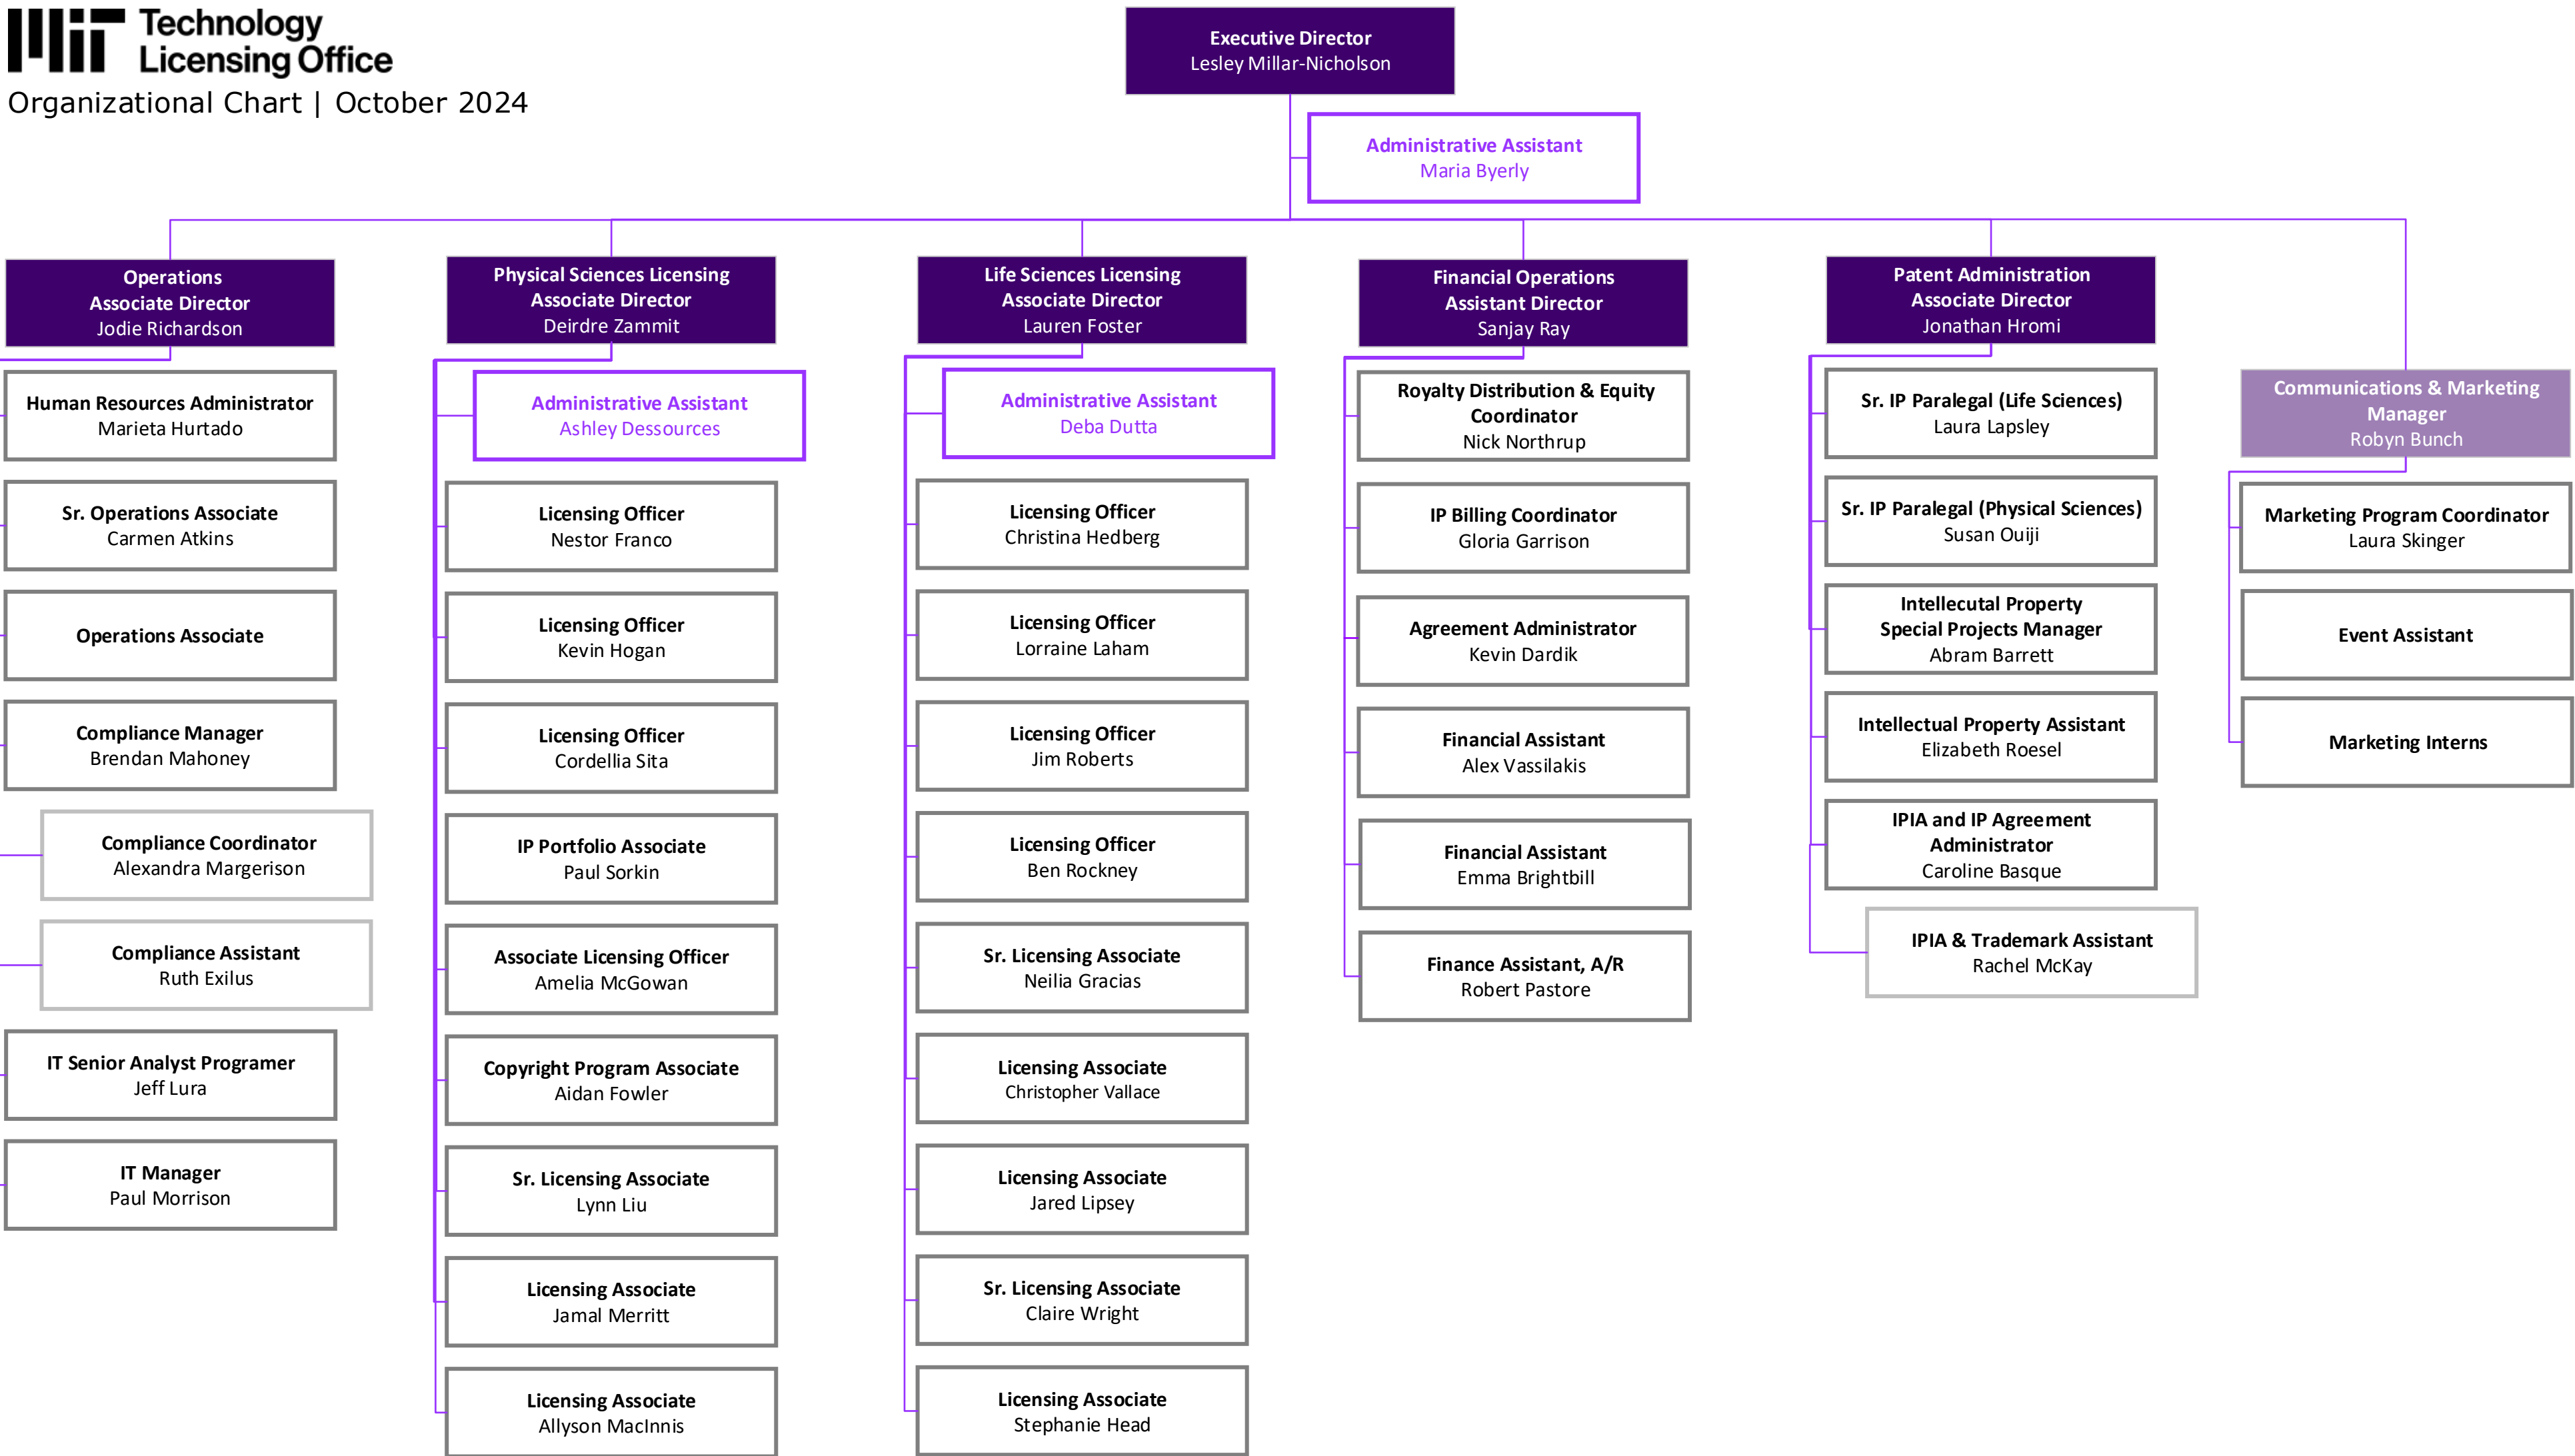 MIT Technology
Licensing Office
Organizational Chart | October 2024
Executive Director
Lesley Millar-Nicholson
Administrative Assistant
Maria Byerly
Operations
Associate Director
Jodie Richardson
Human Resources Administrator
Marieta Hurtado
Sr. Operations Associate
Carmen Atkins
Operations Associate
Compliance Manager
Brendan Mahoney
Compliance Coordinator
Alexandra Margerison
Compliance Assistant
Ruth Exilus
IT Senior Analyst Programer
Jeff Lura
IT Manager
Paul Morrison
Physical Sciences Licensing
Associate Director
Deirdre Zammit
Administrative Assistant
Ashley Dessources
Licensing Officer
Nestor Franco
Licensing Officer
Kevin Hogan
Licensing Officer
Cordellia Sita
IP Portfolio Associate
Paul Sorkin
Associate Licensing Officer
Amelia McGowan
Copyright Program Associate
Aidan Fowler
Sr. Licensing Associate
Lynn Liu
Licensing Associate
Jamal Merritt
Licensing Associate
Allyson MacInnis
Life Sciences Licensing
Associate Director
Lauren Foster
Administrative Assistant
Deba Dutta
Licensing Officer
Christina Hedberg
Licensing Officer
Lorraine Laham
Licensing Officer
Jim Roberts
Licensing Officer
Ben Rockney
Sr. Licensing Associate
Neilia Gracias
Licensing Associate
Christopher Vallace
Licensing Associate
Jared Lipsey
Sr. Licensing Associate
Claire Wright
Licensing Associate
Stephanie Head
Financial Operations
Assistant Director
Sanjay Ray
Royalty Distribution & Equity
Coordinator
Nick Northrup
IP Billing Coordinator
Gloria Garrison
Agreement Administrator
Kevin Dardik
Financial Assistant
Alex Vassilakis
Financial Assistant
Emma Brightbill
Finance Assistant, A/R
Robert Pastore
Patent Administration
Associate Director
Jonathan Hromi
Sr. IP Paralegal (Life Sciences)
Laura Lapsley
Sr. IP Paralegal (Physical Sciences)
Susan Ouiji
Intellecutal Property
Special Projects Manager
Abram Barrett
Intellectual Property Assistant
Elizabeth Roesel
IPIA and IP Agreement
Administrator
Caroline Basque
IPIA & Trademark Assistant
Rachel McKay
Communications & Marketing
Manager
Robyn Bunch
Marketing Program Coordinator
Laura Skinger
Event Assistant
Marketing Interns